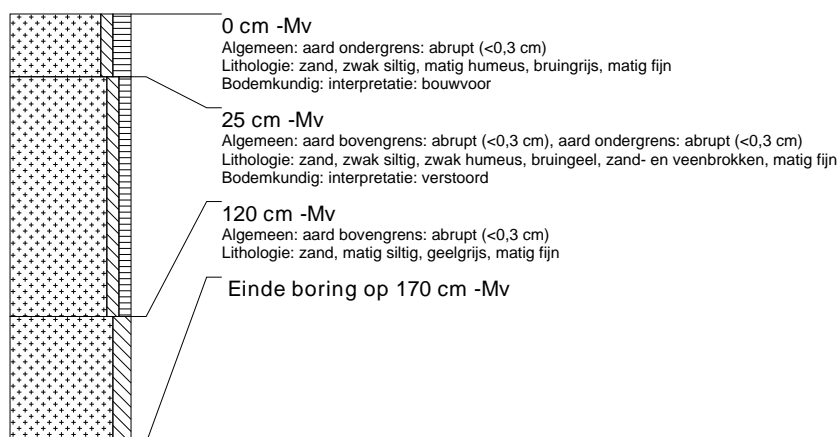 0 cm -Mv
Algemeen: aard ondergrens: abrupt (<0,3 cm)
Lithologie: zand, zwak siltig, matig humeus, bruingrijs, matig fijn
Bodemkundig: interpretatie: bouwvoor
25 cm -Mv
Algemeen: aard bovengrens: abrupt (<0,3 cm), aard ondergrens: abrupt (<0,3 cm)
Lithologie: zand, zwak siltig, zwak humeus, bruingeel, zand- en veenbrokken, matig fijn
Bodemkundig: interpretatie: verstoord
120 cm -Mv
Algemeen: aard bovengrens: abrupt (<0,3 cm)
Lithologie: zand, matig siltig, geelgrijs, matig fijn
Einde boring op 170 cm -Mv